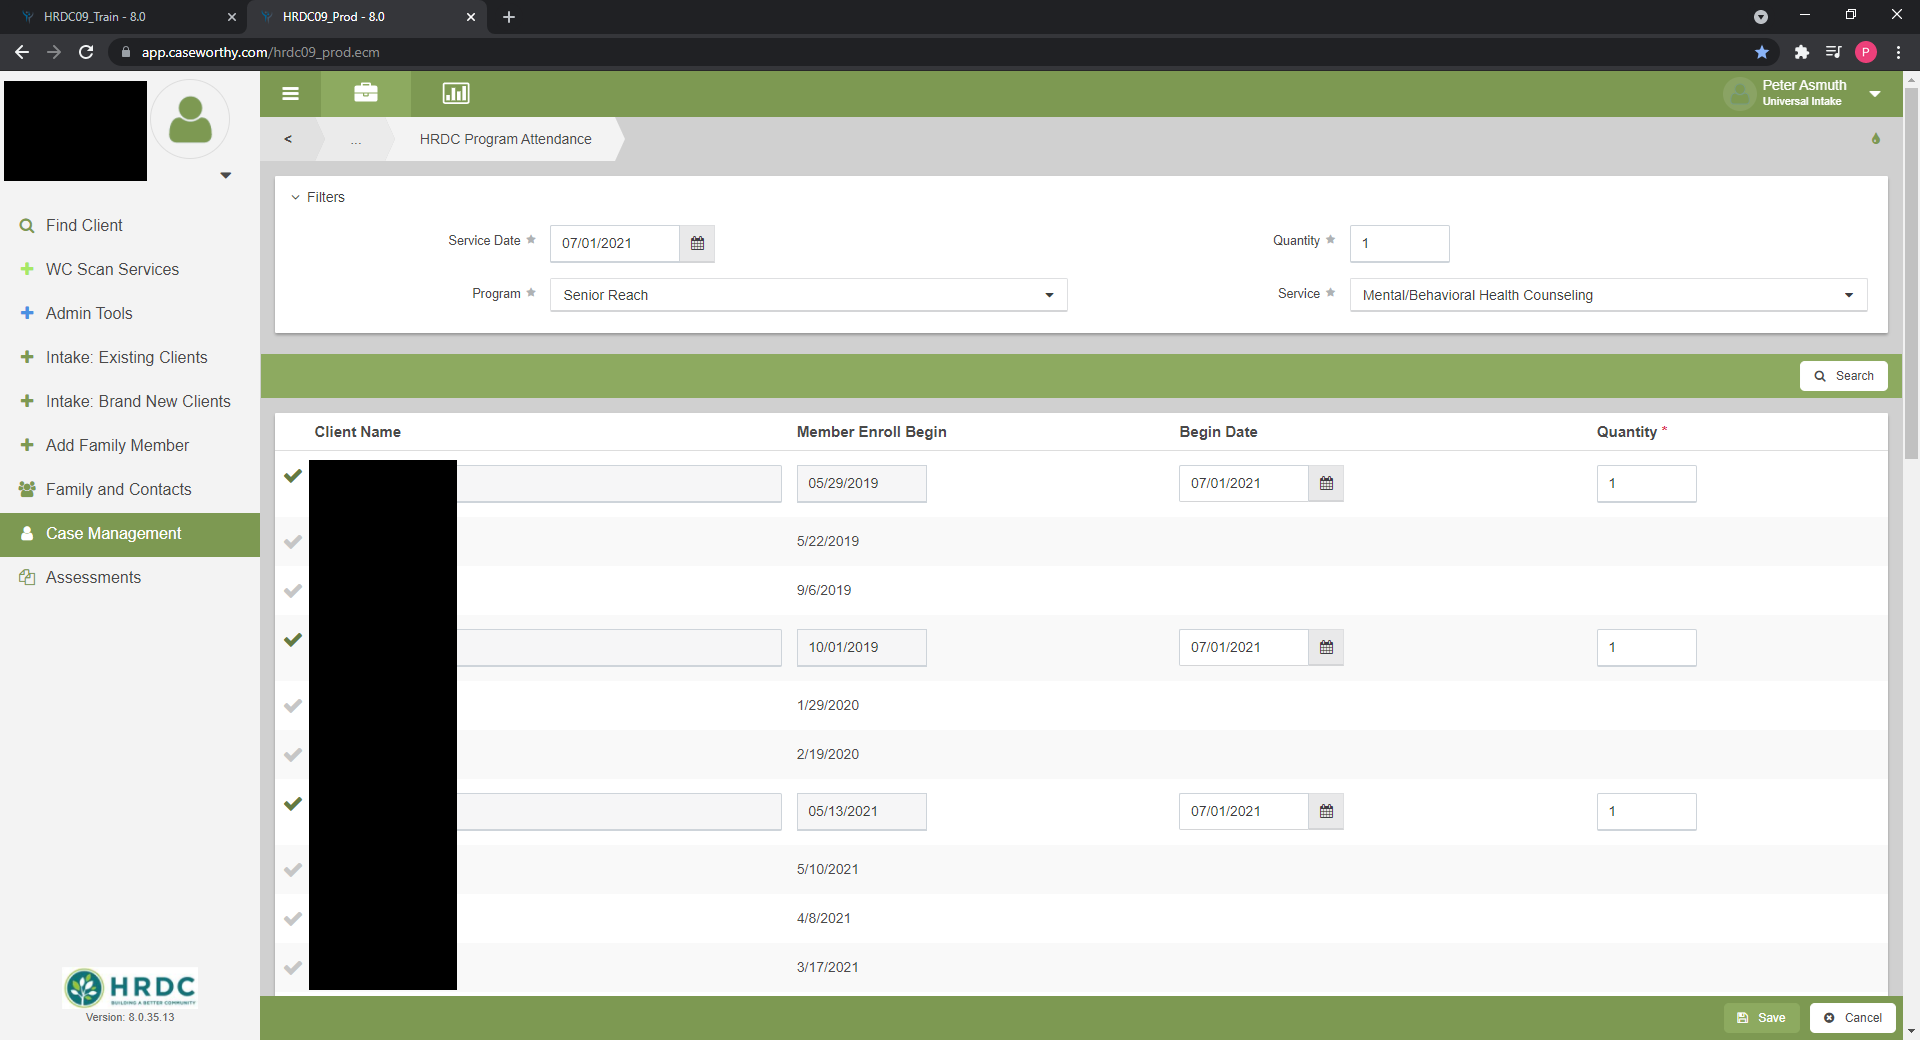 HRDC09_Train - 8.0
HRDC09_Prod - 8.0
app.caseworthy.com/hrdc09_prod.ecm
P
Peter Asmuth
Universal Intake
< ... HRDC Program Attendance
Find Client
WC Scan Services
Admin Tools
Intake: Existing Clients
Intake: Brand New Clients
Add Family Member
Family and Contacts
Case Management
Assessments
HRDC
BUILDING A BETTER COMMUNITY
Version: 8.0.35.13
Filters
Service Date 07/01/2021 Quantity 1
Program Senior Reach Service Mental/Behavioral Health Counseling
Search
Client Name Member Enroll Begin Begin Date Quantity *
05/29/2019 07/01/2021 1
5/22/2019
9/6/2019
10/01/2019 07/01/2021 1
1/29/2020
2/19/2020
05/13/2021 07/01/2021 1
5/10/2021
4/8/2021
3/17/2021
Save Cancel